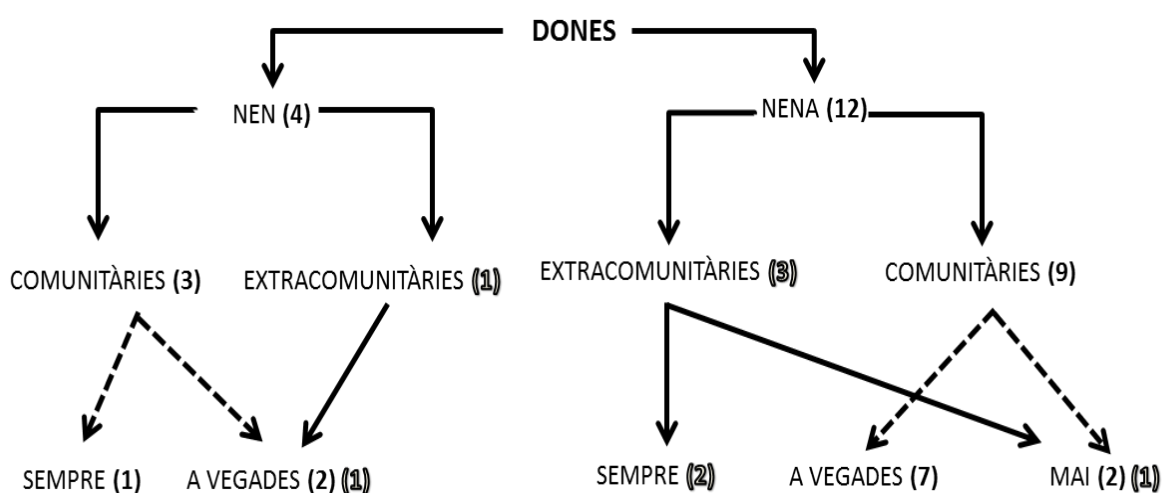 DONES
NEN (4)
NENA (12)
COMUNITÀRIES (3)
EXTRACOMUNITÀRIES (1)
EXTRACOMUNITÀRIES (3)
COMUNITÀRIES (9)
SEMPRE (1)
A VEGADES (2) (1)
SEMPRE (2)
A VEGADES (7)
MAI (2) (1)